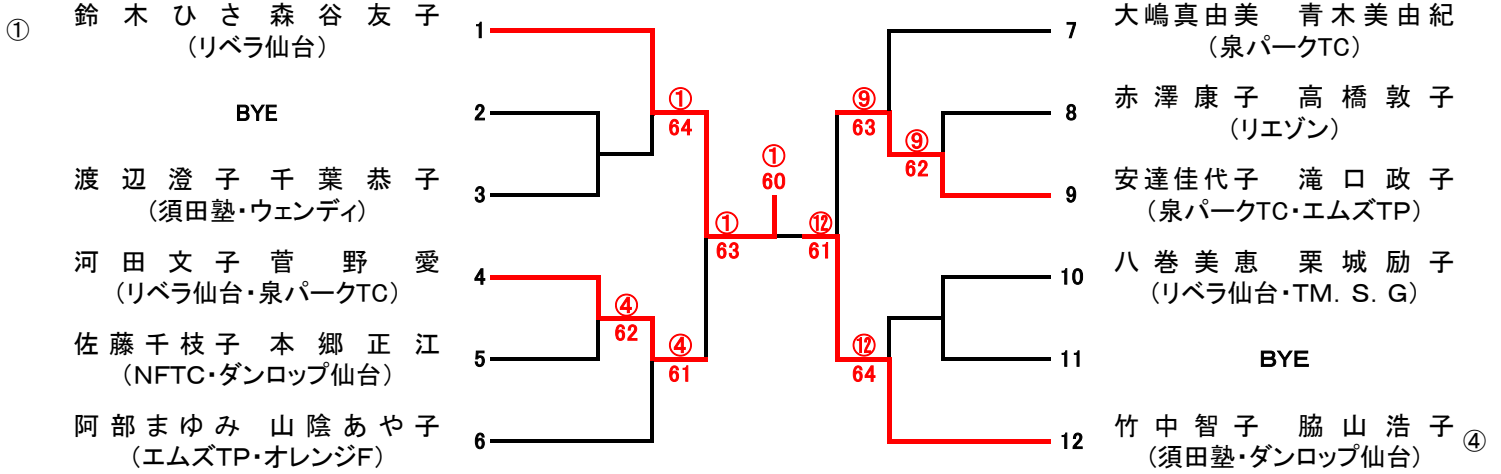 ① 鈴木ひさ 森谷友子 1
(リベラ仙台)
BYE 2
渡辺澄子 千葉恭子 3
(須田塾・ウェンディ)
河田文子 菅野愛 4
(リベラ仙台・泉パークTC)
佐藤千枝子 本郷正江 5
(NFTC・ダンロップ仙台)
阿部まゆみ 山陰あや子 6
(エムズTP・オレンジF)
①
64
④
62
④
61
①
63
①
60
⑫
61
⑨
63
⑨
62
⑫
64
7 大嶋真由美 青木美由紀
(泉パークTC)
8 赤澤康子 高橋敦子
(リエゾン)
9 安達佳代子 滝口政子
(泉パークTC・エムズTP)
10 八巻美恵 栗城励子
(リベラ仙台・TM．S．G)
11 BYE
12 竹中智子 脇山浩子 ④
(須田塾・ダンロップ仙台)